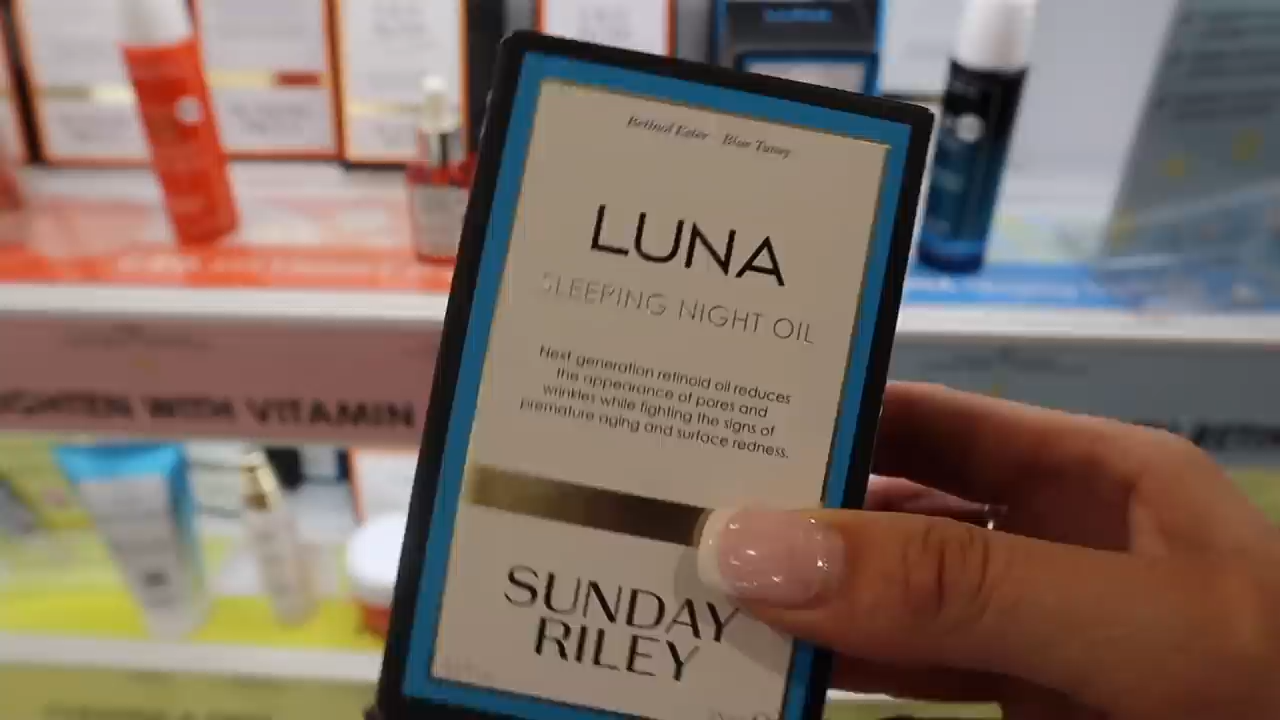 Retinol Ester   Blue Tansy
LUNA
SLEEPING NIGHT OIL
Next generation retinoid oil reduces
the appearance of pores and
wrinkles while fighting the signs of
premature aging and surface redness.
SUNDAY
RILEY
WITH VITAMIN